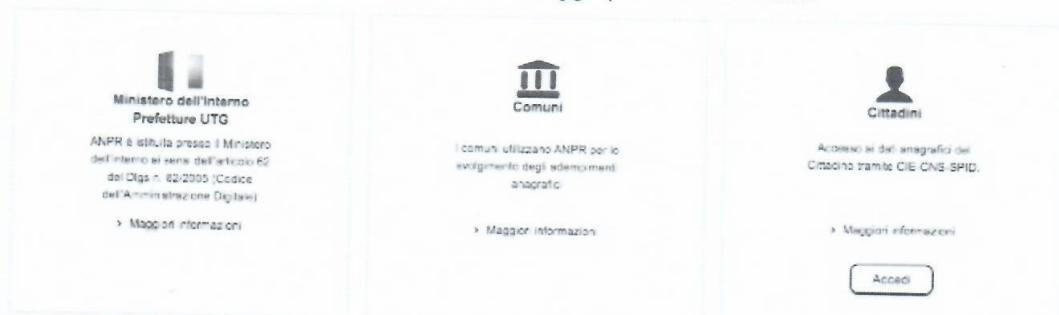 Ministero dell'Interno
Prefetture UTG
ANPR è istituita presso il Ministero
dell'Interno ai sensi dell'articolo 62
del Dlgs n. 82/2005 (Codice
dell'Amministrazione Digitale)
> Maggiori informazioni
Comuni
I comuni utilizzano ANPR per lo
svolgimento degli adempimenti
anagrafici
> Maggiori informazioni
Cittadini
Accesso ai dati anagrafici del
Cittadino tramite CIE-CNS-SPID.
> Maggiori informazioni
Accedi